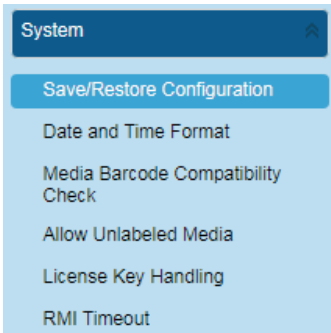 System
Save/Restore Configuration
Date and Time Format
Media Barcode Compatibility
Check
Allow Unlabeled Media
License Key Handling
RMI Timeout